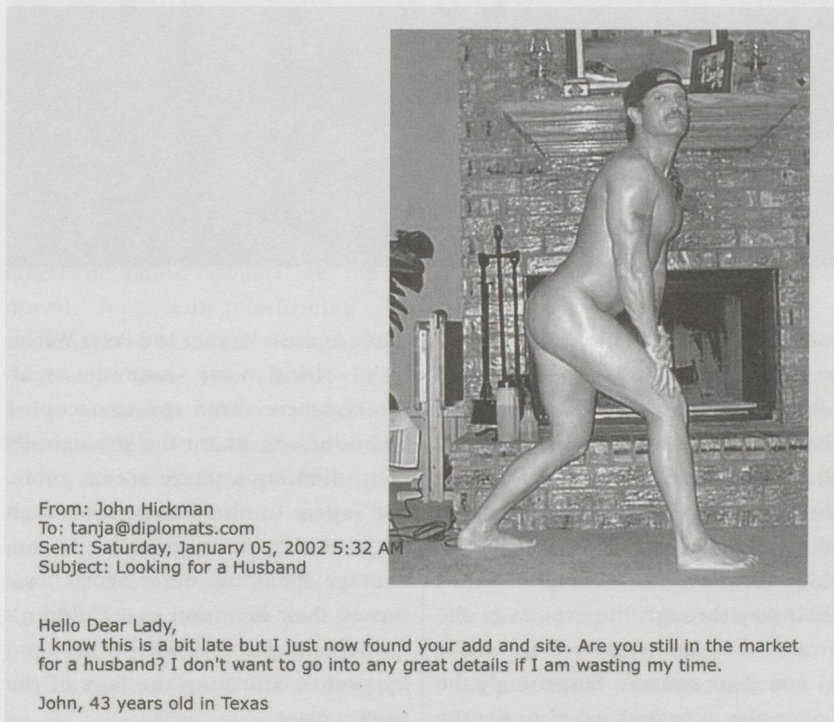 From: John Hickman
To: tanja@diplomats.com
Sent: Saturday, January 05, 2002 5:32 AM
Subject: Looking for a Husband
Hello Dear Lady,
I know this is a bit late but I just now found your add and site. Are you still in the market
for a husband? I don't want to go into any great details if I am wasting my time.
John, 43 years old in Texas